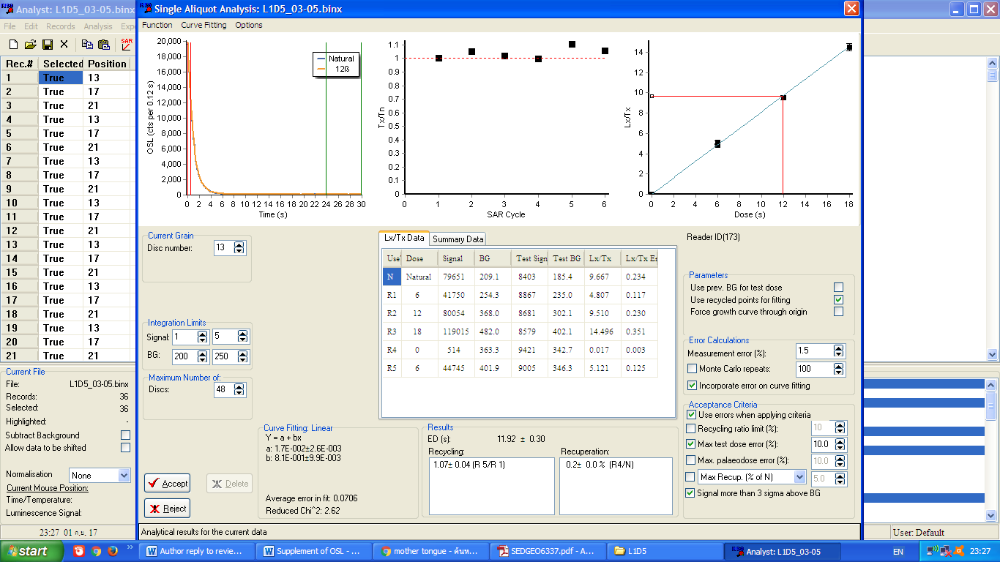 Analyst: L1D5_03-05.binx
File Edit Records Analysis
SAR
Rec.# Selected Position
1 True 13
2 True 17
3 True 21
4 True 13
5 True 17
6 True 21
7 True 13
8 True 17
9 True 21
10 True 13
11 True 17
12 True 21
13 True 13
14 True 17
15 True 21
16 True 13
17 True 17
18 True 21
19 True 13
20 True 17
21 True 21
Current File
File: L1D5_03-05.binx
Records: 36
Selected: 36
Highlighted: -
Subtract Background
Allow data to be shifted
Normalisation None
Current Mouse Position:
Time/Temperature:
Luminescence Signal:
23:27 01 ก.ย. 17
Single Aliquot Analysis: L1D5_03-05.binx
Function Curve Fitting Options
OSL (cts per 0.12 s)
20,000
18,000
16,000
14,000
12,000
10,000
8,000
6,000
4,000
2,000
0
Natural
12ß
0 2 4 6 8 10 12 14 16 18 20 22 24 26 28 30
Time (s)
Tx/Tn
1.1
1
0.9
0.8
0.7
0.6
0.5
0.4
0.3
0.2
0.1
0
0 1 2 3 4 5 6
SAR Cycle
Lx/Tx
14
12
10
8
6
4
2
0
0 6 12 18
Dose (s)
Current Grain
Disc number: 13
Integration Limits
Signal: 1 5
BG: 200 250
Maximum Number of:
Discs: 48
Accept Delete
Reject
Lx/Tx Data Summary Data
Dose Signal BG Test Sign Test BG Lx/Tx Lx/Tx Er
N Natural 79651 209.1 8403 185.4 9.667 0.234
R1 6 41750 254.3 8867 235.0 4.807 0.117
R2 12 80054 368.0 8681 302.1 9.510 0.230
R3 18 119015 482.0 8579 402.1 14.496 0.351
R4 0 514 363.3 9421 342.7 0.017 0.003
R5 6 44745 401.9 9005 346.3 5.121 0.125
Curve Fitting: Linear
Y = a + bx
a: 1.7E-002±2.6E-003
b: 8.1E-001±9.9E-003
Average error in fit: 0.0706
Reduced Chi^2: 2.62
Results
ED (s): 11.92 ± 0.30
Recycling: Recuperation:
1.07± 0.04 (R 5/R 1)
0.2± 0.0 % (R4/N)
Reader ID(173)
Parameters
Use prev. BG for test dose
Use recycled points for fitting
Force growth curve through origin
Error Calculations
Measurement error (%): 1.5
Monte Carlo repeats: 100
Incorporate error on curve fitting
Acceptance Criteria
Use errors when applying criteria
Recycling ratio limit (%): 10
Max test dose error (%): 10.0
Max. palaeodose error (%): 10.0
Max Recup. (% of N) 5.0
Signal more than 3 sigma above BG
Analytical results for the current data
User: Default
start
Author reply to revie...
Supplement of OSL - ...
mother tongue - ค้นห...
SEDGEO6337.pdf - A...
L1D5
Analyst: L1D5_03-05
EN
23:27